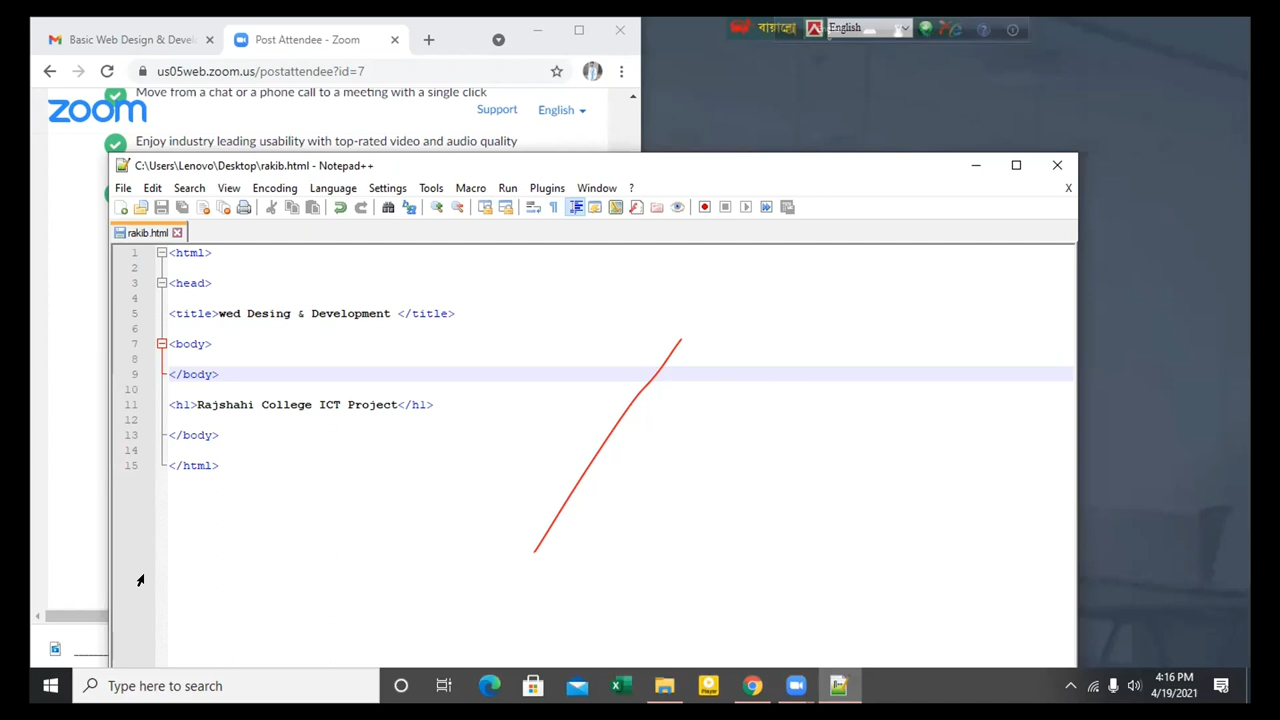 বায়ান্নো English
Basic Web Design & Devel
Post Attendee - Zoom
us05web.zoom.us/postattendee?id=7
Move from a chat or a phone call to a meeting with a single click
zoom Support English
Enjoy industry leading usability with top-rated video and audio quality
C:\Users\Lenovo\Desktop\rakib.html - Notepad++
File Edit Search View Encoding Language Settings Tools Macro Run Plugins Window ? X
rakib.html
1 <html>
2
3 <head>
4
5 <title>wed Desing & Development </title>
6
7 <body>
8
9 </body>
10
11 <h1>Rajshahi College ICT Project</h1>
12
13 </body>
14
15 </html>
Type here to search
Player
4:16 PM
4/19/2021